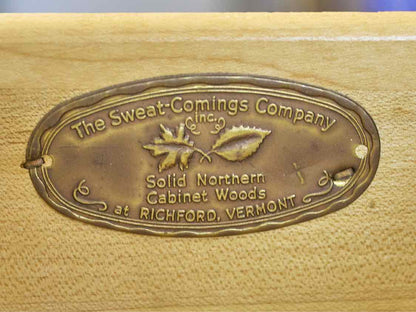 The Sweat-Comings Company
inc.
Solid Northern
Cabinet Woods
at RICHFORD, VERMONT